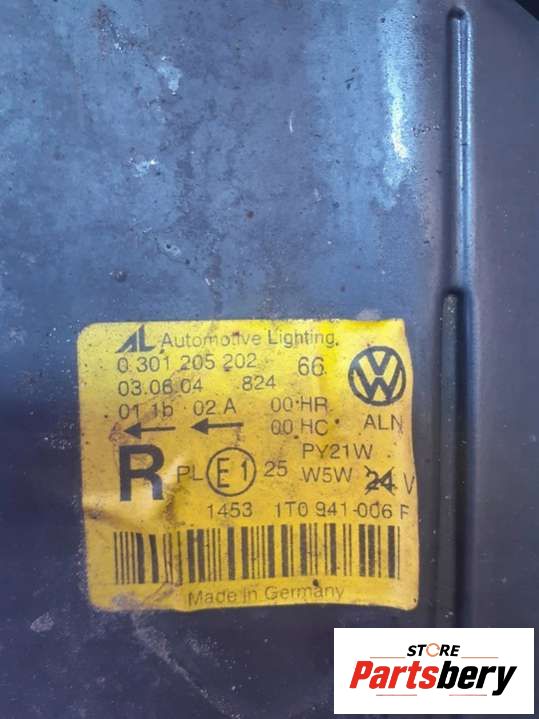 AL Automotive Lighting.
0 301 205 202 66
03.06.04 824
01 1b 02 A 00 HR
00 HC ALN
R PL E1 25 PY21W
W5W 24 V
1453 1T0 941 006 F
Made in Germany
STORE
Partsbery